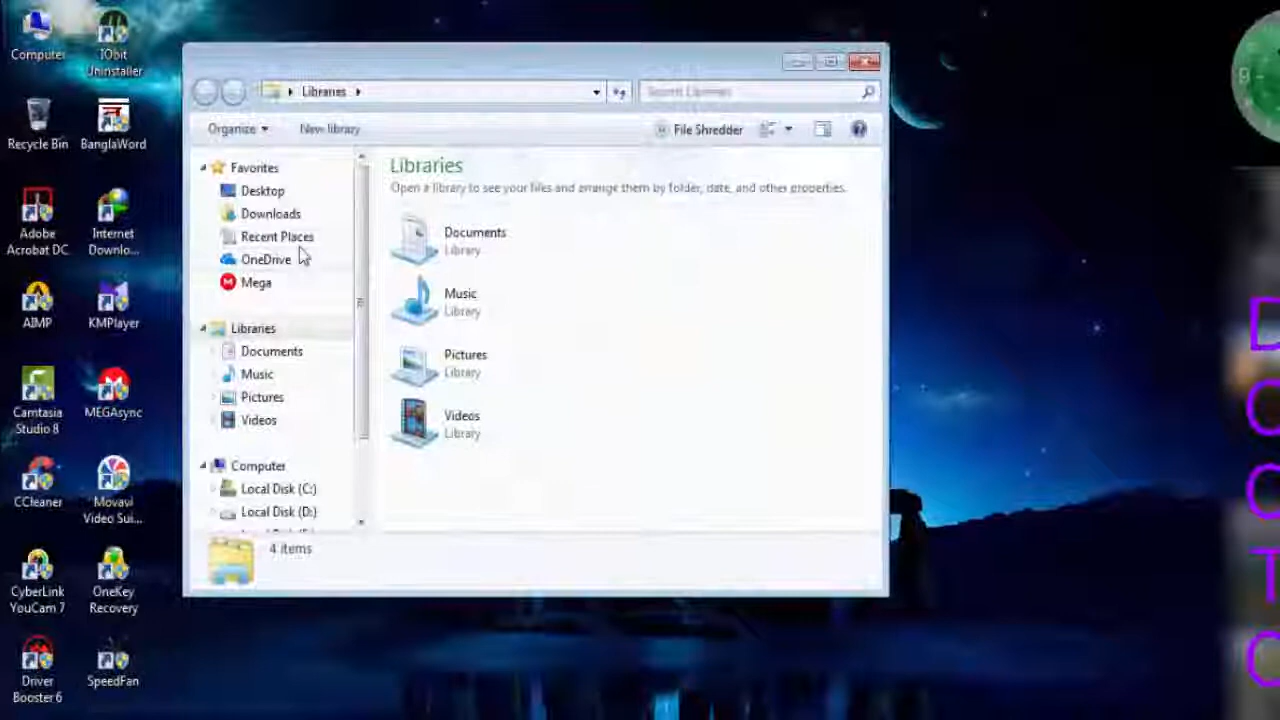 Computer
IObit
Uninstaller
Recycle Bin
BanglaWord
Adobe
Acrobat DC
Internet
Downlo...
AIMP
KMPlayer
Camtasia
Studio 8
MEGAsync
CCleaner
Movavi
Video Sui...
CyberLink
YouCam 7
OneKey
Recovery
Driver
Booster 6
SpeedFan
Libraries
Search Libraries
Organize
New library
File Shredder
Favorites
Desktop
Downloads
Recent Places
OneDrive
Mega
Libraries
Documents
Music
Pictures
Videos
Computer
Local Disk (C:)
Local Disk (D:)
Libraries
Open a library to see your files and arrange them by folder, date, and other properties.
Documents
Library
Music
Library
Pictures
Library
Videos
Library
4 items
9 -
D
O
C
T
O